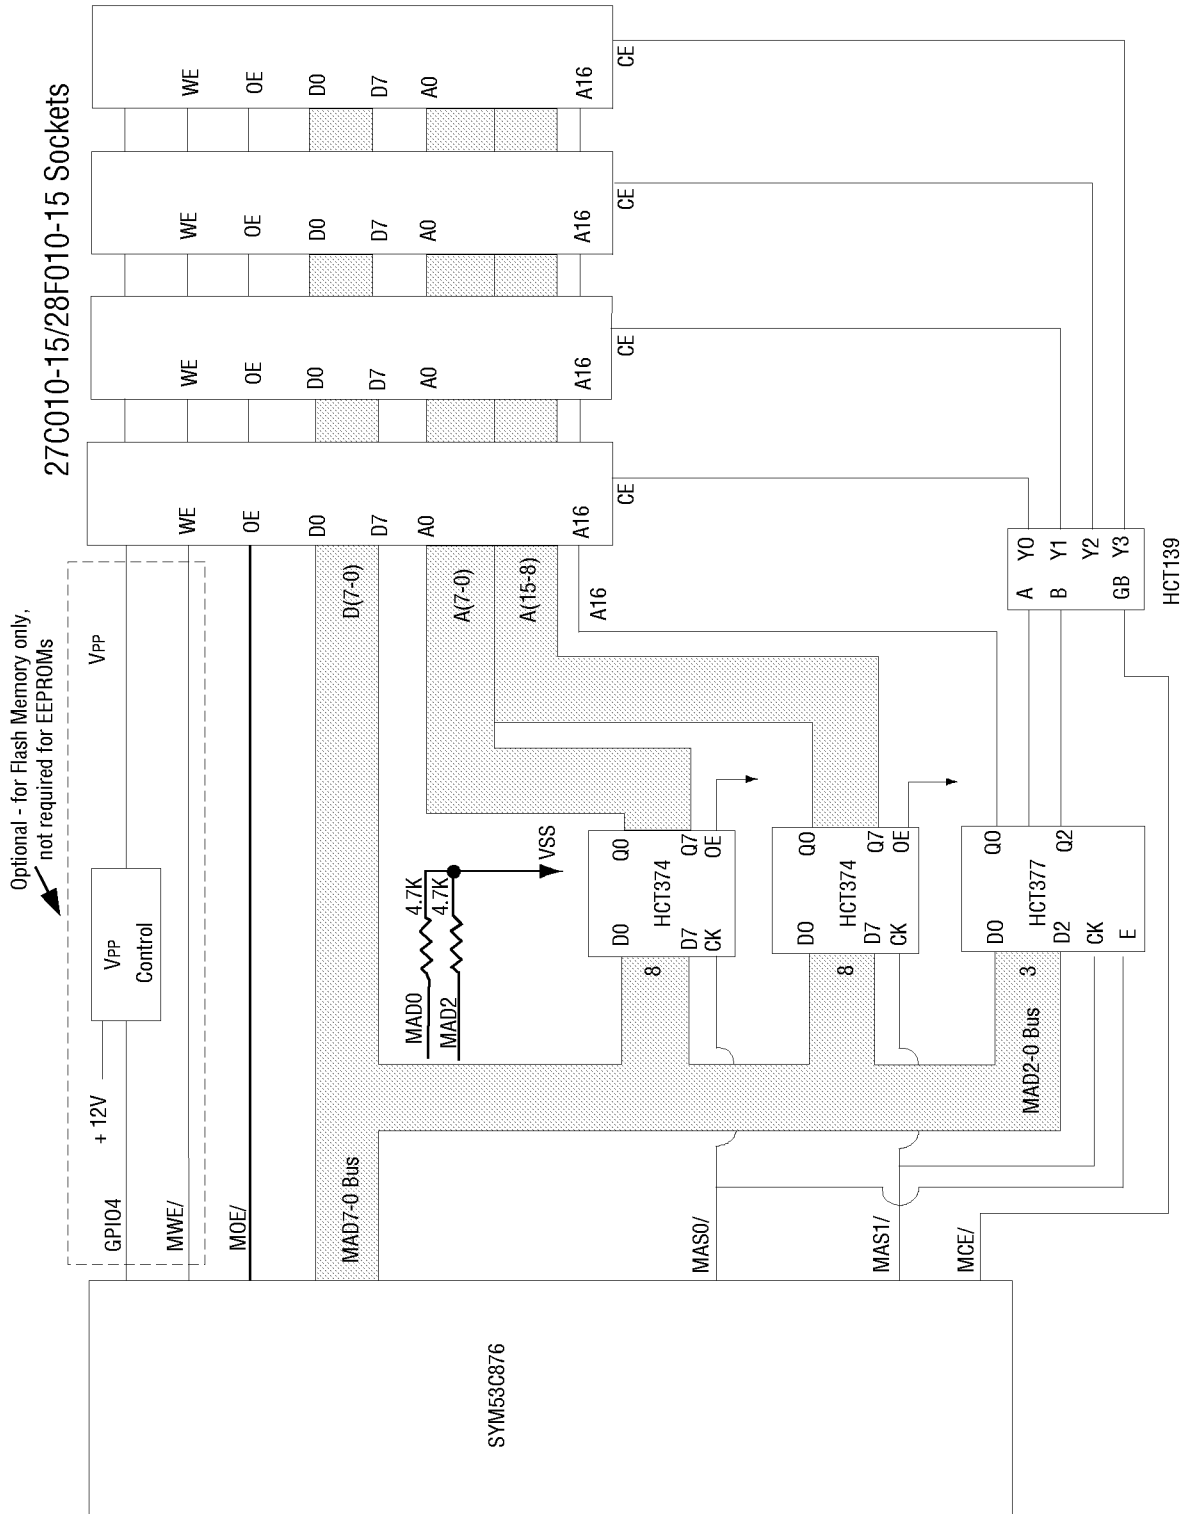 27C010-15/28F010-15 Sockets
Optional - for Flash Memory only,
not required for EEPROMs
GPIO4
+ 12V
VPP
Control
VPP
MWE/
WE
WE
WE
WE
MOE/
OE
OE
OE
OE
MAD7-0 Bus
D(7-0)
D0
D7
D0
D7
D0
D7
D0
D7
A0
A0
A0
A0
MAD0
4.7K
MAD2
4.7K
VSS
A(7-0)
A(15-8)
A16
A16
A16
A16
A16
CE
CE
CE
CE
SYM53C876
MAS0/
8
D0
Q0
HCT374
D7
Q7
CK
OE
MAS1/
8
D0
Q0
HCT374
D7
Q7
CK
OE
MCE/
MAD2-0 Bus
3
D0
Q0
HCT377
D2
Q2
CK
E
A
Y0
B
Y1
Y2
GB
Y3
HCT139